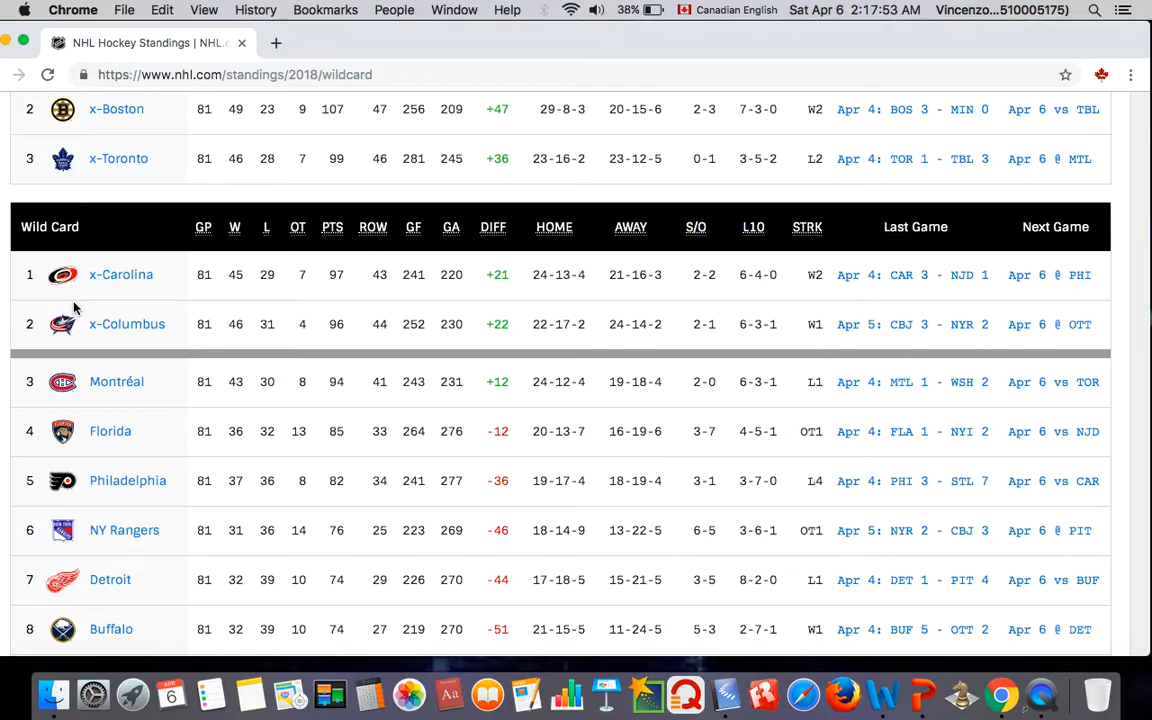 Chrome File Edit View History Bookmarks People Window Help 38% Canadian English Sat Apr 6 2:17:53 AM Vincenzo...510005175)
NHL Hockey Standings | NHL.c
https://www.nhl.com/standings/2018/wildcard
2 x-Boston 81 49 23 9 107 47 256 209 +47 29-8-3 20-15-6 2-3 7-3-0 W2 Apr 4: BOS 3 - MIN 0 Apr 6 vs TBL
3 x-Toronto 81 46 28 7 99 46 281 245 +36 23-16-2 23-12-5 0-1 3-5-2 L2 Apr 4: TOR 1 - TBL 3 Apr 6 @ MTL
Wild Card GP W L OT PTS ROW GF GA DIFF HOME AWAY S/O L10 STRK Last Game Next Game
1 x-Carolina 81 45 29 7 97 43 241 220 +21 24-13-4 21-16-3 2-2 6-4-0 W2 Apr 4: CAR 3 - NJD 1 Apr 6 @ PHI
2 x-Columbus 81 46 31 4 96 44 252 230 +22 22-17-2 24-14-2 2-1 6-3-1 W1 Apr 5: CBJ 3 - NYR 2 Apr 6 @ OTT
3 Montréal 81 43 30 8 94 41 243 231 +12 24-12-4 19-18-4 2-0 6-3-1 L1 Apr 4: MTL 1 - WSH 2 Apr 6 vs TOR
4 Florida 81 36 32 13 85 33 264 276 -12 20-13-7 16-19-6 3-7 4-5-1 OT1 Apr 4: FLA 1 - NYI 2 Apr 6 vs NJD
5 Philadelphia 81 37 36 8 82 34 241 277 -36 19-17-4 18-19-4 3-1 3-7-0 L4 Apr 4: PHI 3 - STL 7 Apr 6 vs CAR
6 NY Rangers 81 31 36 14 76 25 223 269 -46 18-14-9 13-22-5 6-5 3-6-1 OT1 Apr 5: NYR 2 - CBJ 3 Apr 6 @ PIT
7 Detroit 81 32 39 10 74 29 226 270 -44 17-18-5 15-21-5 3-5 8-2-0 L1 Apr 4: DET 1 - PIT 4 Apr 6 vs BUF
8 Buffalo 81 32 39 10 74 27 219 270 -51 21-15-5 11-24-5 5-3 2-7-1 W1 Apr 4: BUF 5 - OTT 2 Apr 6 @ DET